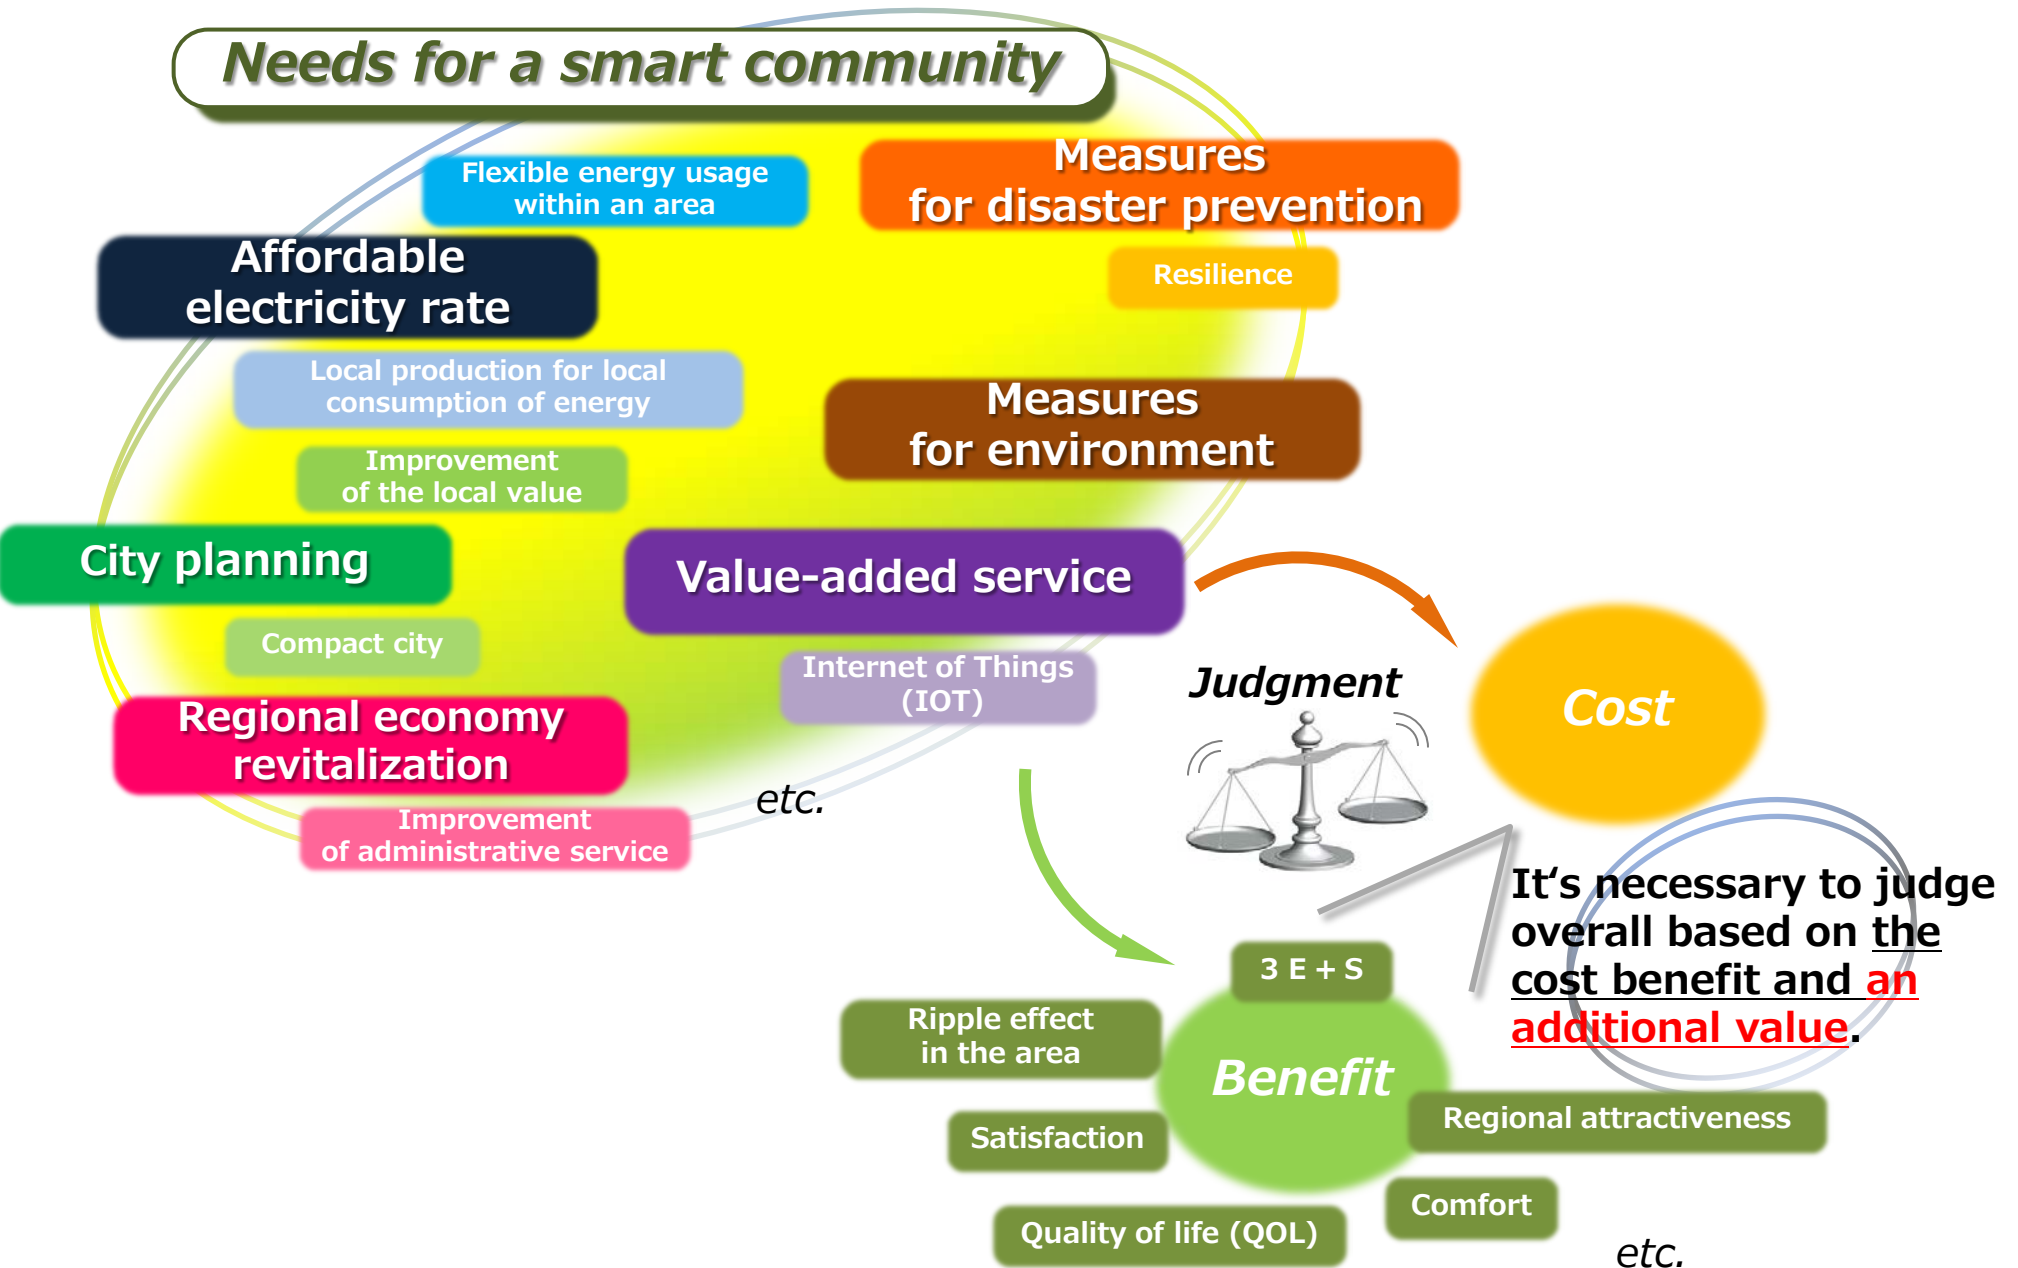 Needs for a smart community
Flexible energy usage
within an area
Measures
for disaster prevention
Resilience
Affordable
electricity rate
Local production for local
consumption of energy
Measures
for environment
Improvement
of the local value
City planning
Value-added service
Compact city
Internet of Things
(IOT)
Regional economy
revitalization
Improvement
of administrative service
etc.
Judgment
Cost
It‘s necessary to judge
overall based on the
cost benefit and an
additional value.
3 E + S
Ripple effect
in the area
Benefit
Satisfaction
Regional attractiveness
Quality of life (QOL)
Comfort
etc.